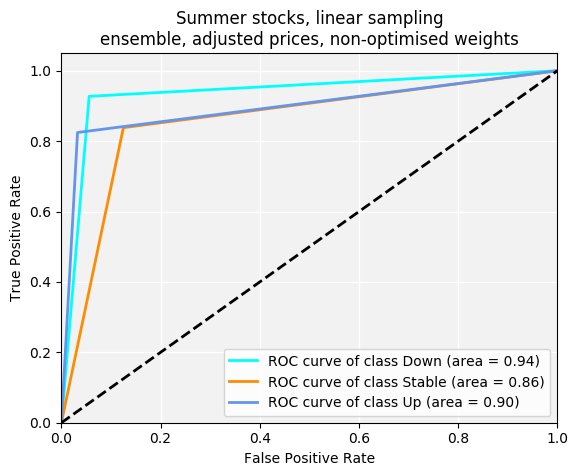 Summer stocks, linear sampling
ensemble, adjusted prices, non-optimised weights
True Positive Rate
1.0
0.8
0.6
0.4
0.2
0.0
ROC curve of class Down (area = 0.94)
ROC curve of class Stable (area = 0.86)
ROC curve of class Up (area = 0.90)
0.0 0.2 0.4 0.6 0.8 1.0
False Positive Rate